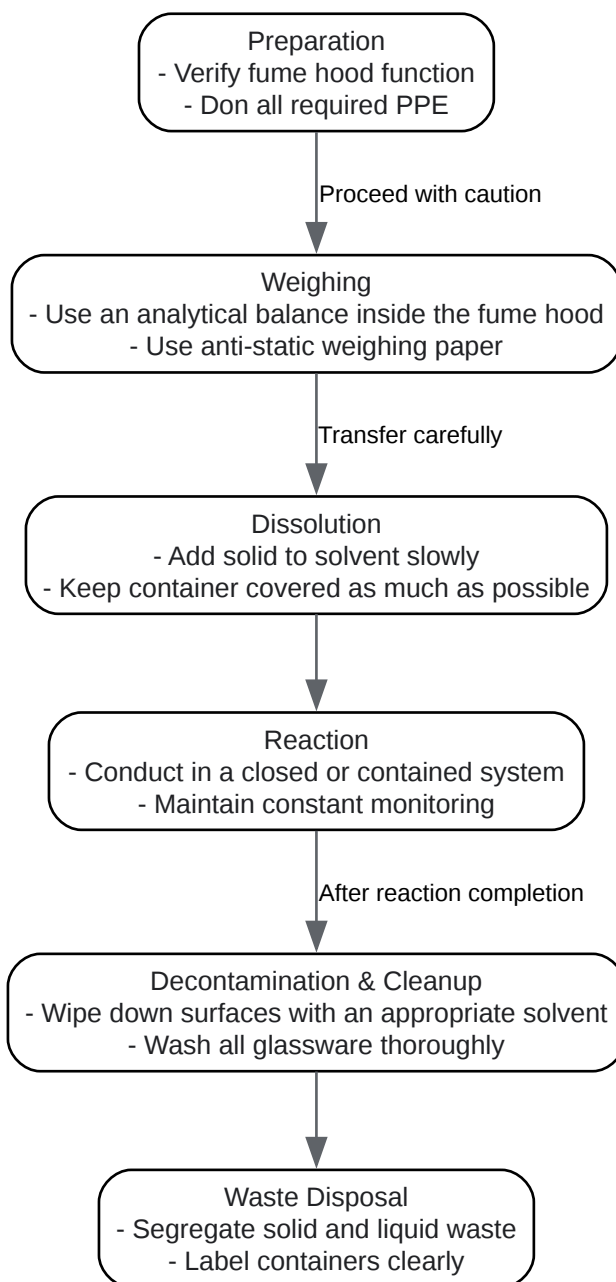 Preparation
- Verify fume hood function
- Don all required PPE
Proceed with caution
Weighing
- Use an analytical balance inside the fume hood
- Use anti-static weighing paper
Transfer carefully
Dissolution
- Add solid to solvent slowly
- Keep container covered as much as possible
Reaction
- Conduct in a closed or contained system
- Maintain constant monitoring
After reaction completion
Decontamination & Cleanup
- Wipe down surfaces with an appropriate solvent
- Wash all glassware thoroughly
Waste Disposal
- Segregate solid and liquid waste
- Label containers clearly